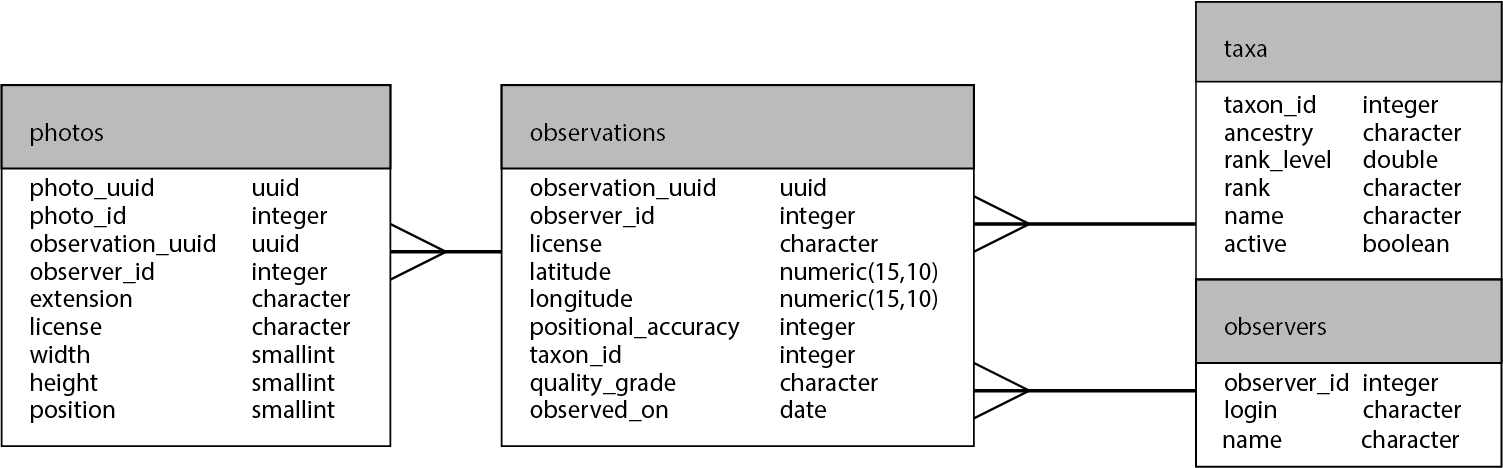 photos
photo_uuid uuid
photo_id integer
observation_uuid uuid
observer_id integer
extension character
license character
width smallint
height smallint
position smallint
observations
observation_uuid uuid
observer_id integer
license character
latitude numeric(15,10)
longitude numeric(15,10)
positional_accuracy integer
taxon_id integer
quality_grade character
observed_on date
taxa
taxon_id integer
ancestry character
rank_level double
rank character
name character
active boolean
observers
observer_id integer
login character
name character